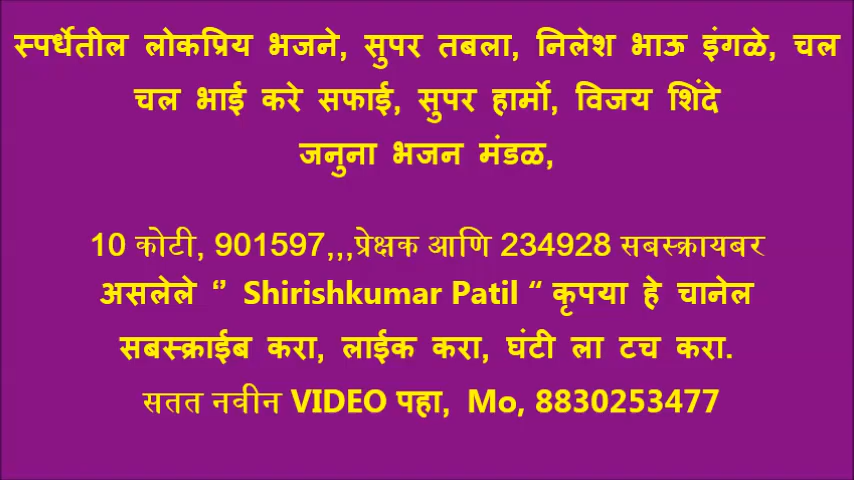 स्पर्धेतील लोकप्रिय भजने, सुपर तबला, निलेश भाऊ इंगळे, चल
चल भाई करे सफाई, सुपर हार्मो, विजय शिंदे
जनुना भजन मंडळ,
10 कोटी, 901597,,,प्रेक्षक आणि 234928 सबस्क्रायबर
असलेले ‘’ Shirishkumar Patil “ कृपया हे चानेल
सबस्क्राईब करा, लाईक करा, घंटी ला टच करा.
सतत नवीन VIDEO पहा, Mo, 8830253477